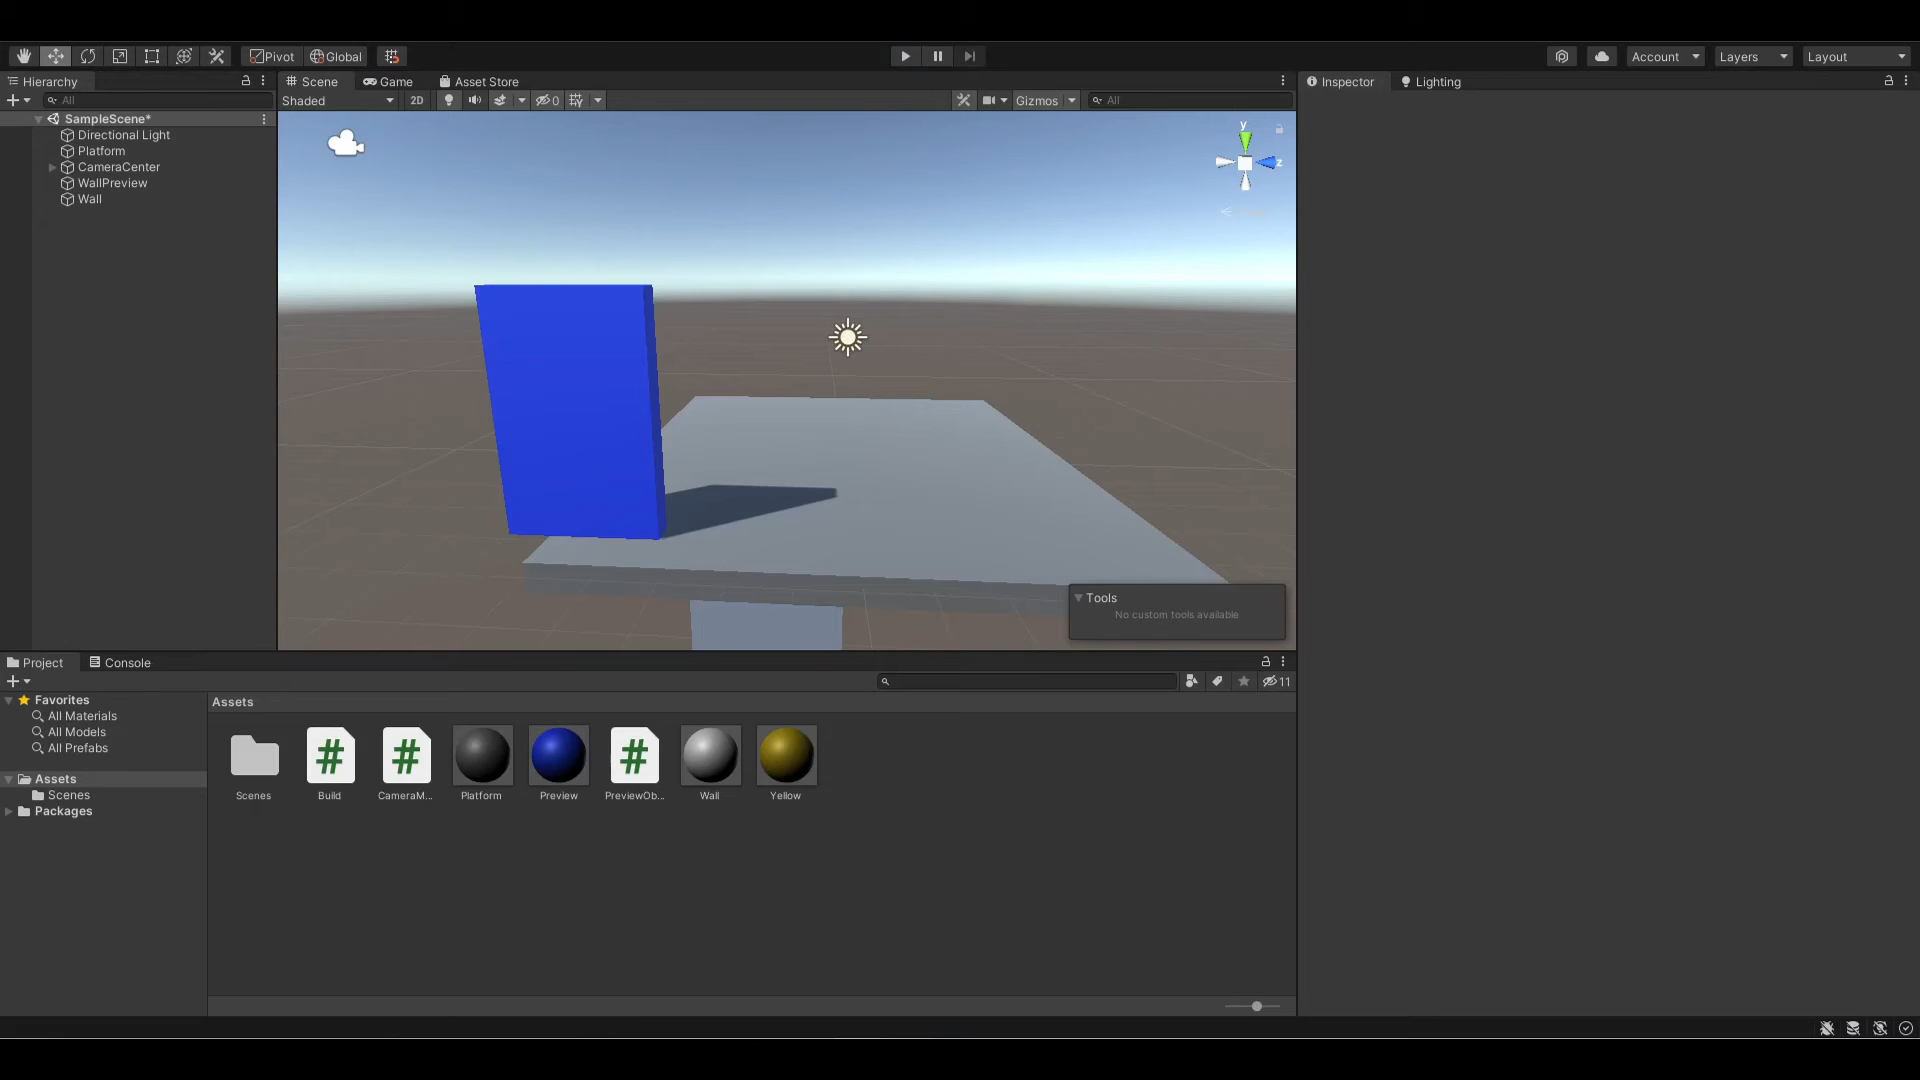 Pivot Global Account Layers Layout
Hierarchy Scene Game Asset Store Inspector Lighting
All Shaded 2D 0 Gizmos All
SampleScene*
Directional Light
Platform
CameraCenter
WallPreview
Wall
y
z
Tools
No custom tools available
Project Console
11
Favorites
All Materials
All Models
All Prefabs
Assets
Scenes
Packages
Assets
Scenes Build CameraM... Platform Preview PreviewOb... Wall Yellow